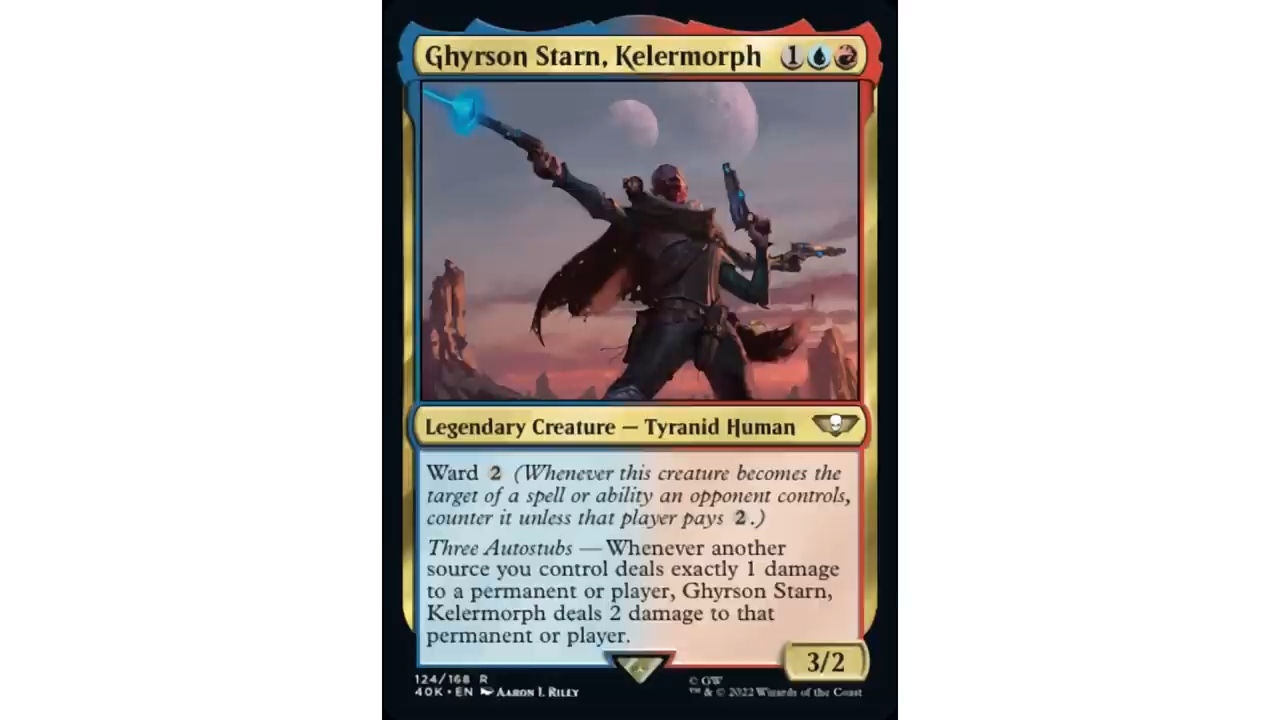 Ghyrson Starn, Kelermorph 1
Legendary Creature — Tyranid Human
Ward 2 (Whenever this creature becomes the
target of a spell or ability an opponent controls,
counter it unless that player pays 2.)
Three Autostubs — Whenever another
source you control deals exactly 1 damage
to a permanent or player, Ghyrson Starn,
Kelermorph deals 2 damage to that
permanent or player.
3/2
124/168 R
40K • EN Aaron J. Riley
© GW
™ & © 2022 Wizards of the Coast